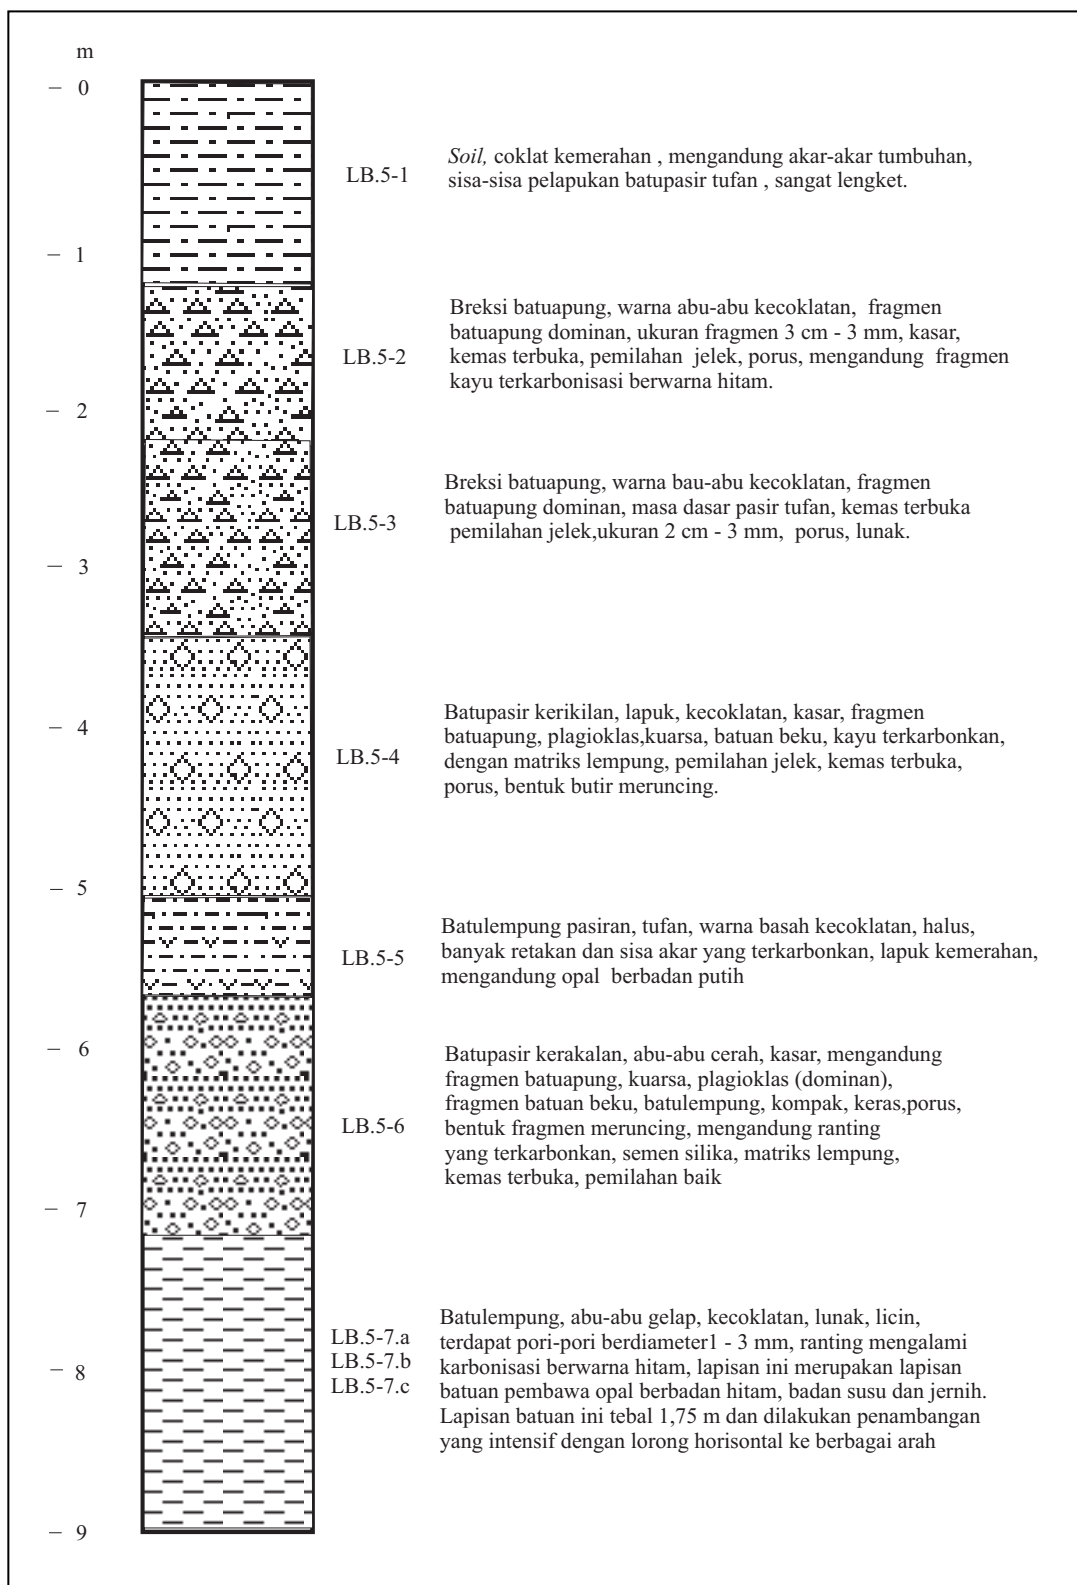 m
– 0
LB.5-1
Soil, coklat kemerahan , mengandung akar-akar tumbuhan,
sisa-sisa pelapukan batupasir tufan , sangat lengket.
– 1
LB.5-2
Breksi batuapung, warna abu-abu kecoklatan, fragmen
batuapung dominan, ukuran fragmen 3 cm - 3 mm, kasar,
kemas terbuka, pemilahan jelek, porus, mengandung fragmen
kayu terkarbonisasi berwarna hitam.
– 2
LB.5-3
Breksi batuapung, warna bau-abu kecoklatan, fragmen
batuapung dominan, masa dasar pasir tufan, kemas terbuka
pemilahan jelek,ukuran 2 cm - 3 mm, porus, lunak.
– 3
– 4
LB.5-4
Batupasir kerikilan, lapuk, kecoklatan, kasar, fragmen
batuapung, plagioklas,kuarsa, batuan beku, kayu terkarbonkan,
dengan matriks lempung, pemilahan jelek, kemas terbuka,
porus, bentuk butir meruncing.
– 5
LB.5-5
Batulempung pasiran, tufan, warna basah kecoklatan, halus,
banyak retakan dan sisa akar yang terkarbonkan, lapuk kemerahan,
mengandung opal berbadan putih
– 6
LB.5-6
Batupasir kerakalan, abu-abu cerah, kasar, mengandung
fragmen batuapung, kuarsa, plagioklas (dominan),
fragmen batuan beku, batulempung, kompak, keras,porus,
bentuk fragmen meruncing, mengandung ranting
yang terkarbonkan, semen silika, matriks lempung,
kemas terbuka, pemilahan baik
– 7
LB.5-7.a
LB.5-7.b
LB.5-7.c
Batulempung, abu-abu gelap, kecoklatan, lunak, licin,
terdapat pori-pori berdiameter1 - 3 mm, ranting mengalami
karbonisasi berwarna hitam, lapisan ini merupakan lapisan
batuan pembawa opal berbadan hitam, badan susu dan jernih.
Lapisan batuan ini tebal 1,75 m dan dilakukan penambangan
yang intensif dengan lorong horisontal ke berbagai arah
– 8
– 9